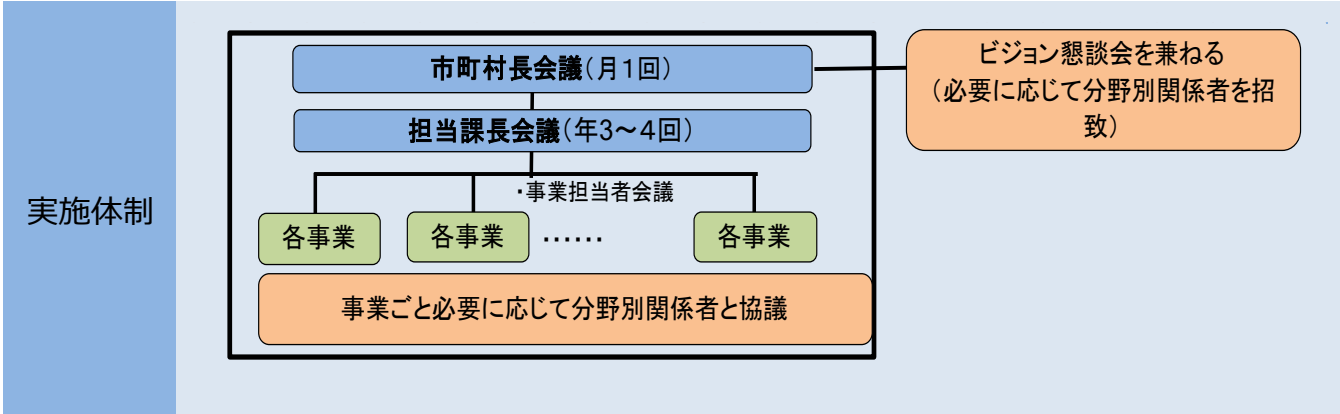 実施体制
市町村長会議(月1回)
ビジョン懇談会を兼ねる
(必要に応じて分野別関係者を招
致)
担当課長会議(年3～4回)
・事業担当者会議
各事業 各事業 ・・・・・・ 各事業
事業ごと必要に応じて分野別関係者と協議